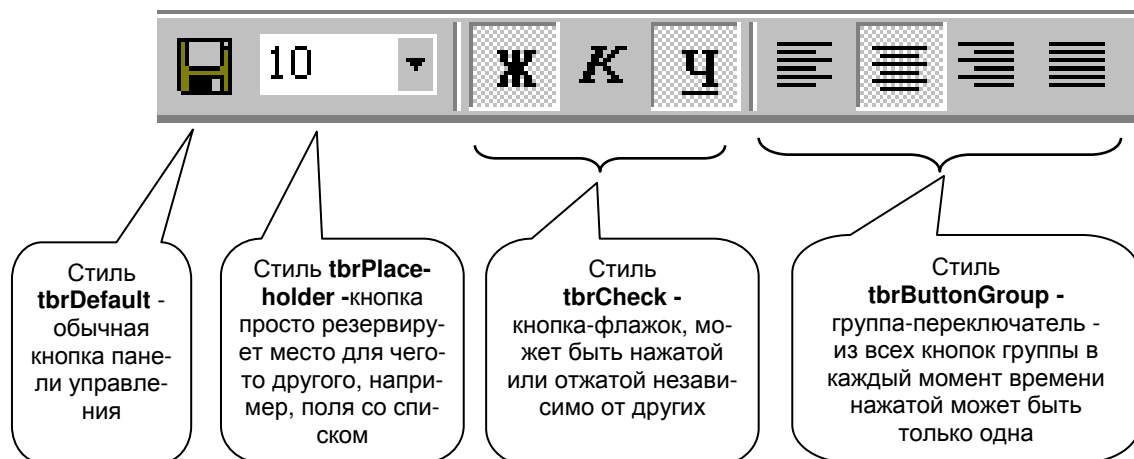 10
Ж К Ч
Стиль
tbrDefault -
обычная
кнопка пане-
ли управле-
ния
Стиль tbrPlace-
holder -кнопка
просто резервиру-
ет место для чего-
то другого, напри-
мер, поля со спи-
ском
Стиль
tbrCheck -
кнопка-флажок, мо-
жет быть нажатой
или отжатой незави-
симо от других
Стиль
tbrButtonGroup -
группа-переключатель -
из всех кнопок группы в
каждый момент времени
нажатой может быть
только одна